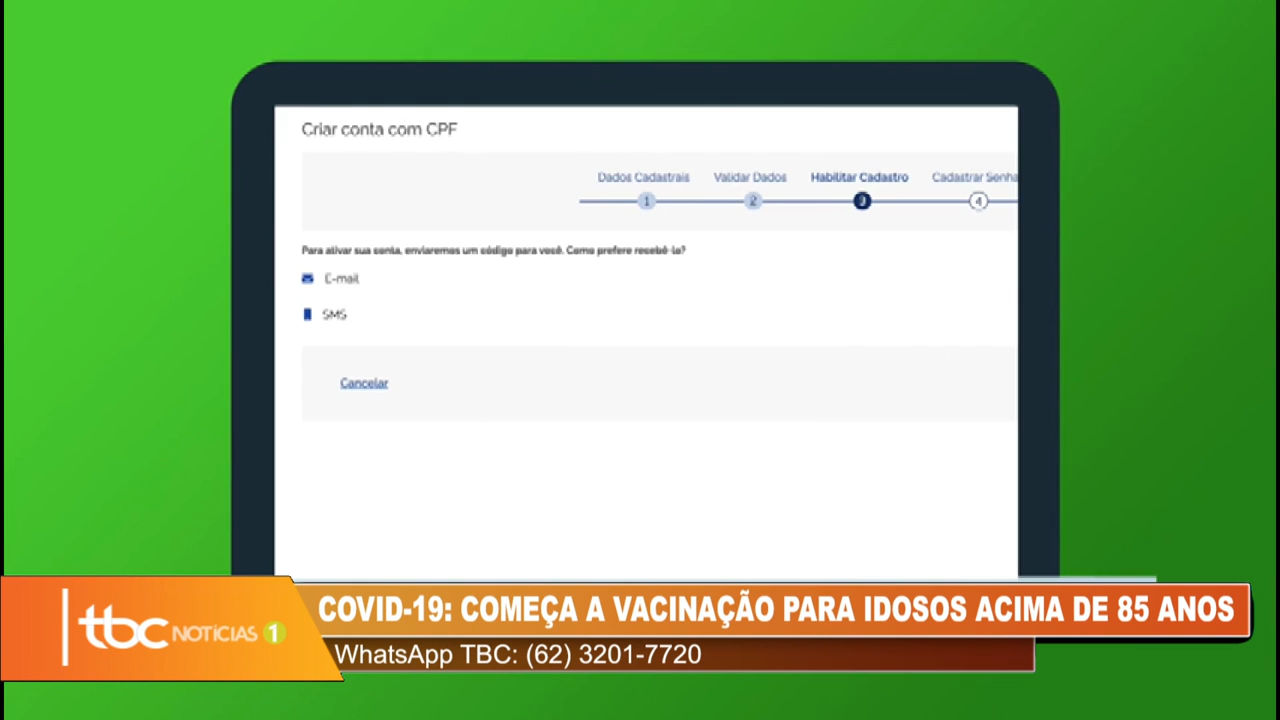 Criar conta com CPF
Dados Cadastrais Validar Dados Habilitar Cadastro Cadastrar Senha
1 2 3 4
Para ativar sua conta, enviaremos um código para você. Como prefere recebê-lo?
E-mail
SMS
Cancelar
COVID-19: COMEÇA A VACINAÇÃO PARA IDOSOS ACIMA DE 85 ANOS
tbc NOTÍCIAS 1
WhatsApp TBC: (62) 3201-7720